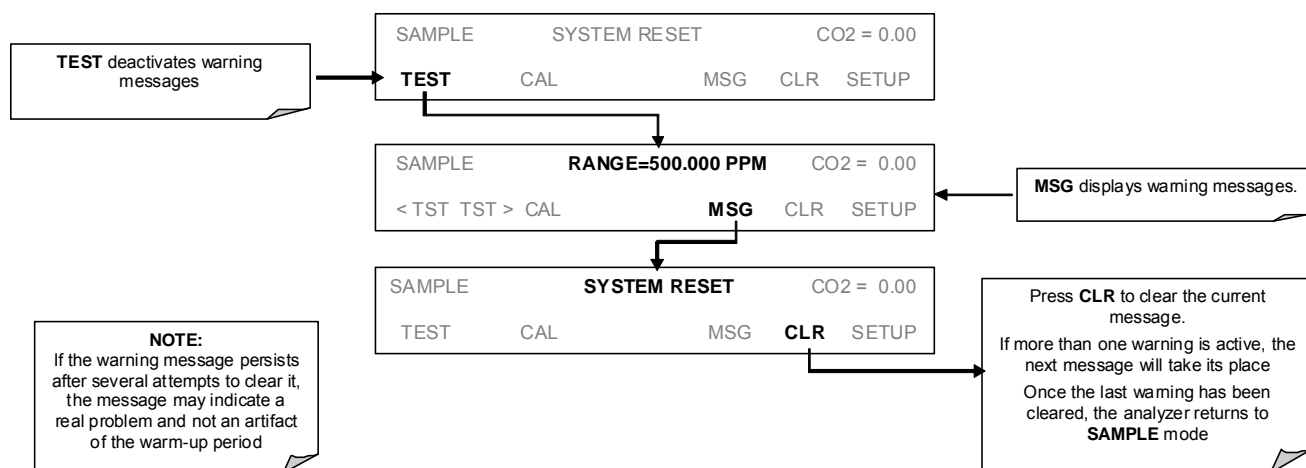 SAMPLE SYSTEM RESET CO2 = 0.00
TEST deactivates warning
messages
TEST CAL MSG CLR SETUP
SAMPLE RANGE=500.000 PPM CO2 = 0.00
< TST TST > CAL MSG CLR SETUP
MSG displays warning messages.
SAMPLE SYSTEM RESET CO2 = 0.00
TEST CAL MSG CLR SETUP
Press CLR to clear the current
message.
If more than one warning is active, the
next message will take its place
Once the last warning has been
cleared, the analyzer returns to
SAMPLE mode
NOTE:
If the warning message persists
after several attempts to clear it,
the message may indicate a
real problem and not an artifact
of the warm-up period